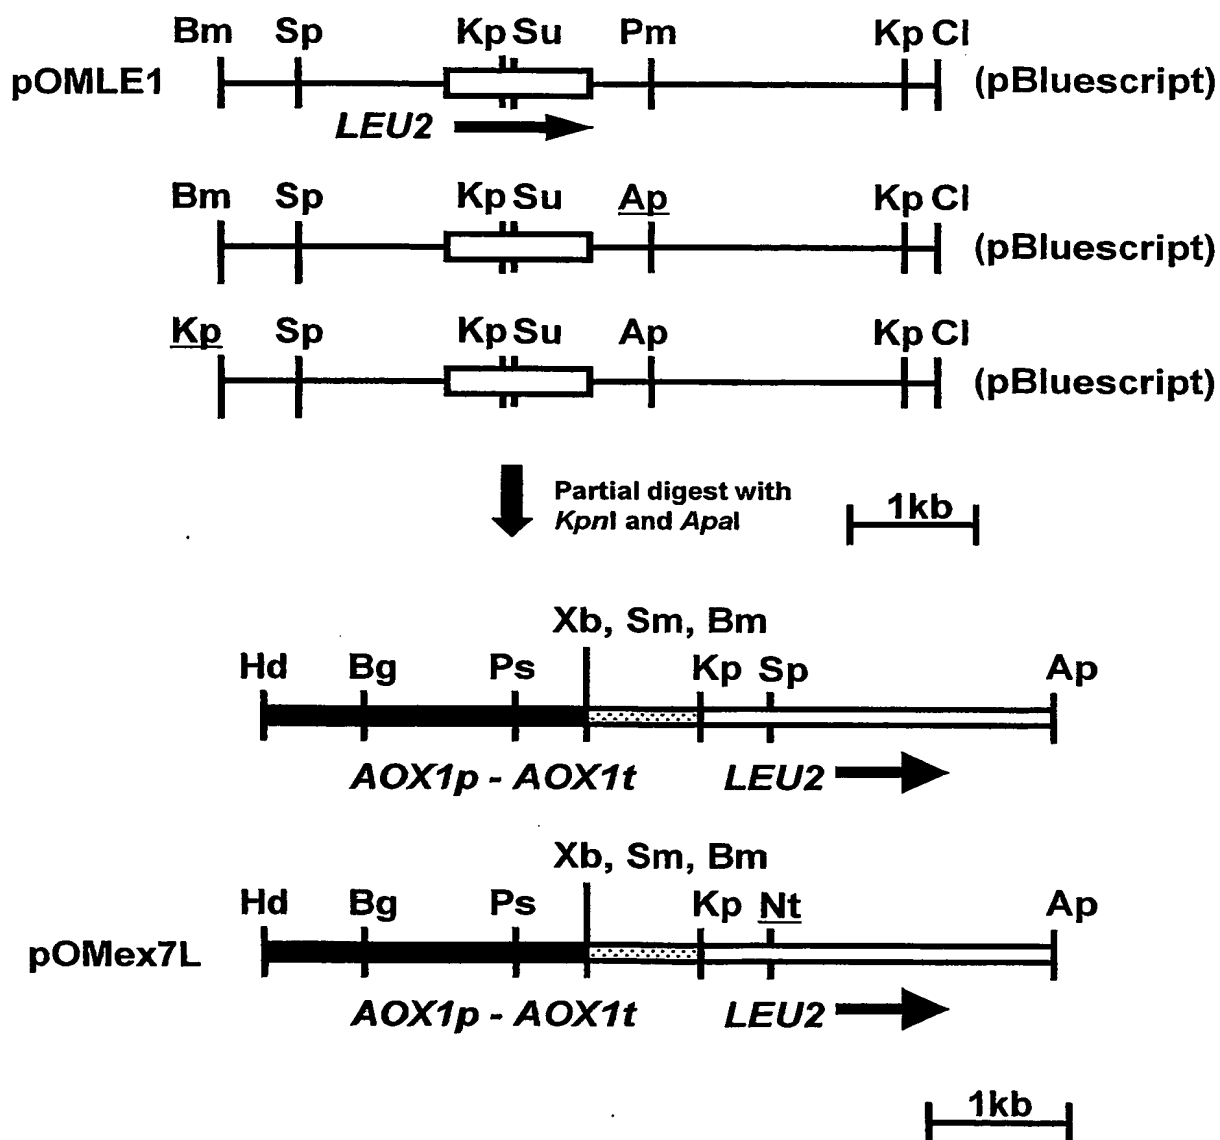 Bm Sp Kp Su Pm Kp Cl
pOMLE1 (pBluescript)
LEU2
Bm Sp Kp Su Ap Kp Cl
(pBluescript)
Kp Sp Kp Su Ap Kp Cl
(pBluescript)
Partial digest with
KpnI and ApaI
1kb
Xb, Sm, Bm
Hd Bg Ps Kp Sp Ap
AOX1p - AOX1t LEU2
Xb, Sm, Bm
Hd Bg Ps Kp Nt Ap
pOMex7L
AOX1p - AOX1t LEU2
1kb